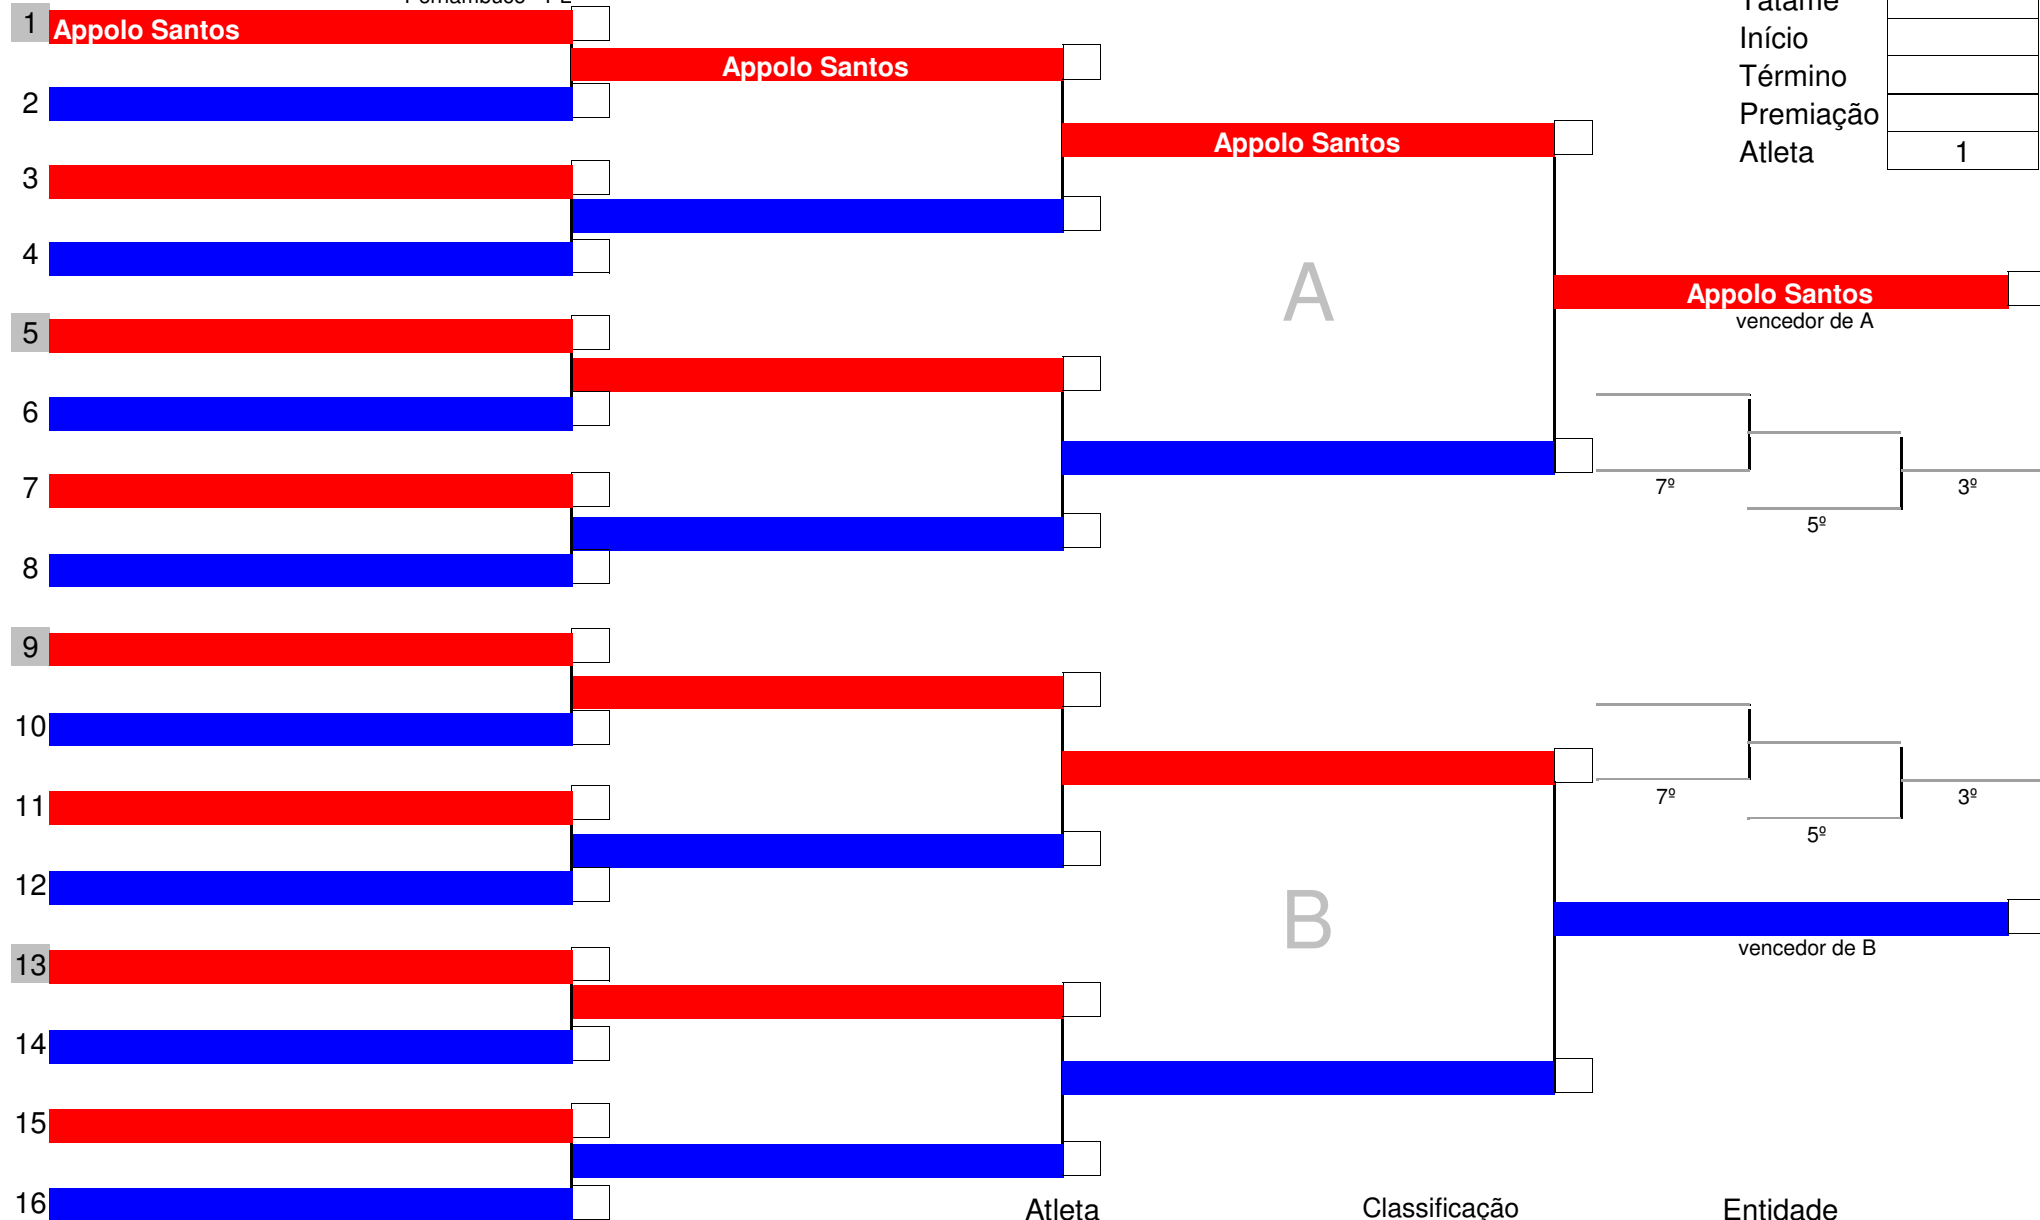 1 Appolo Santos
Appolo Santos
2
Appolo Santos
3
4
A
Appolo Santos
vencedor de A
5
6
7
8
7º
5º
3º
9
10
11
12
B
7º
5º
3º
vencedor de B
13
14
15
16
Tatame
Início
Término
Premiação
Atleta 1
Atleta Classificação Entidade